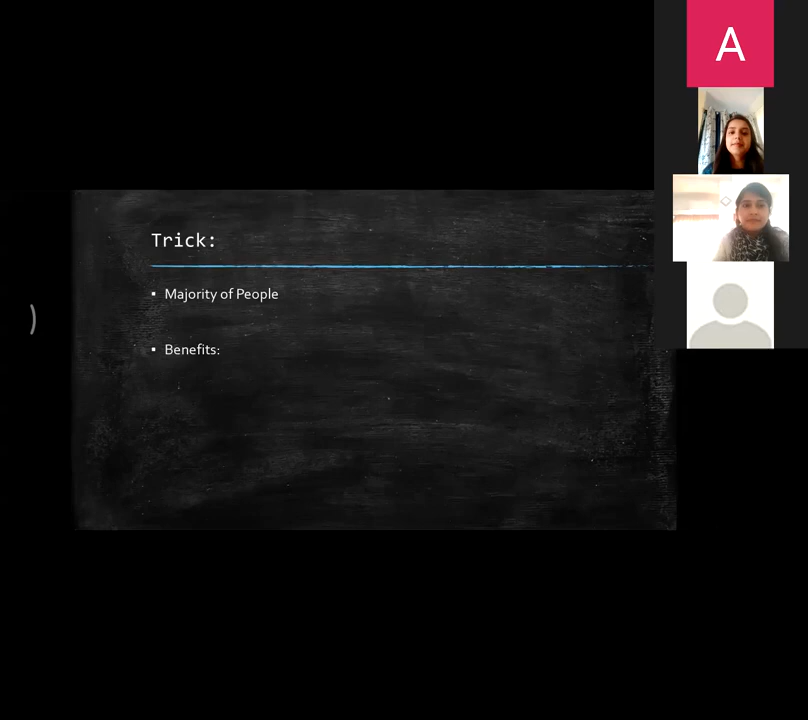 A
Trick:
▪ Majority of People
▪ Benefits: